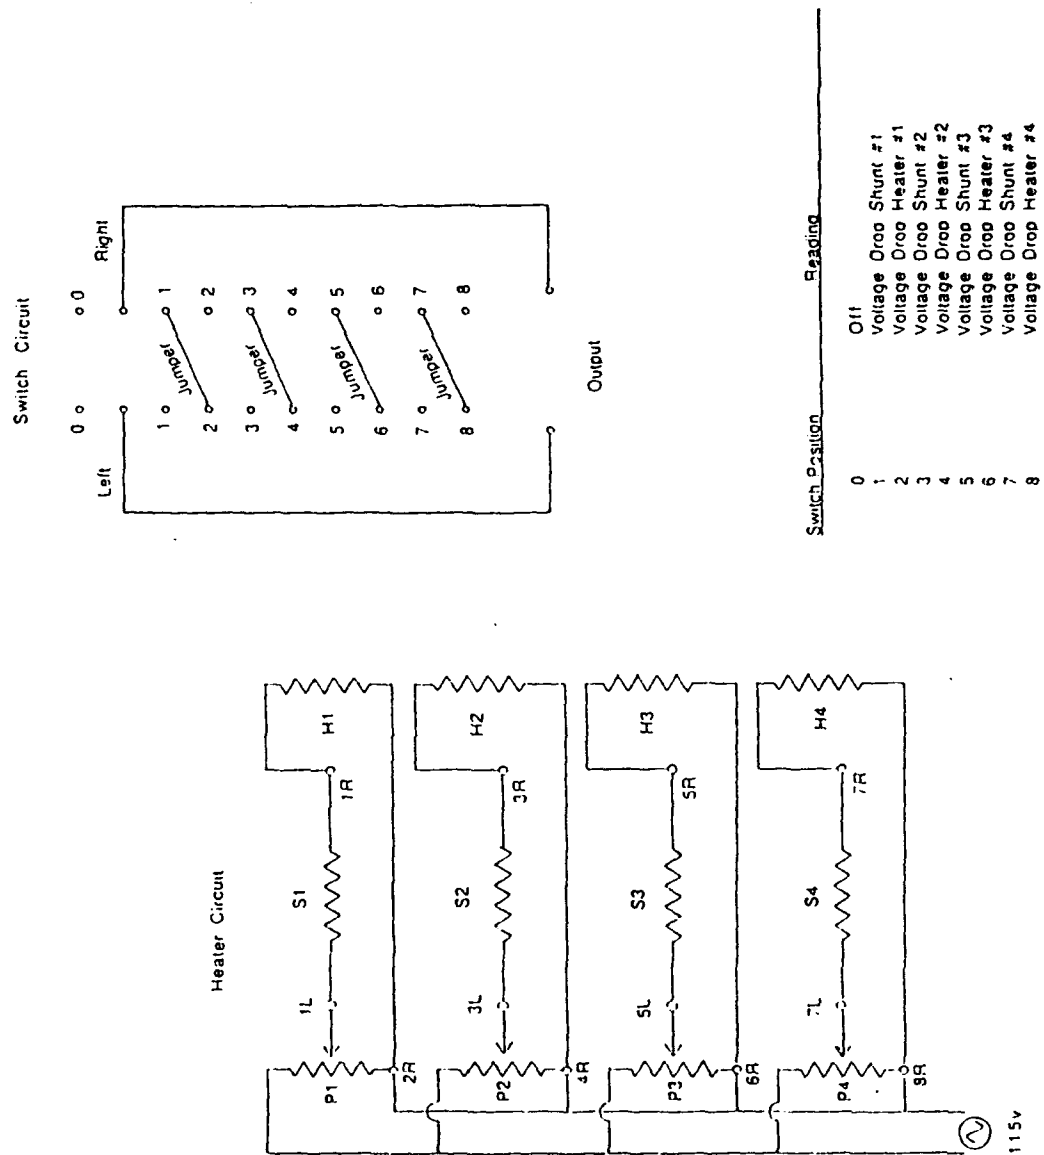 Switch Circuit
Left
Right
0
0
1
Jumper
1
2
2
3
Jumper
3
4
4
5
Jumper
5
6
6
7
Jumper
7
8
8
Output
Switch Position
Reading
0 Off
1 Voltage Drop Shunt #1
2 Voltage Drop Heater #1
3 Voltage Drop Shunt #2
4 Voltage Drop Heater #2
5 Voltage Drop Shunt #3
6 Voltage Drop Heater #3
7 Voltage Drop Shunt #4
8 Voltage Drop Heater #4
Heater Circuit
P1
1L
S1
1R
H1
2R
P2
3L
S2
3R
H2
4R
P3
5L
S3
5R
H3
6R
P4
7L
S4
7R
H4
8R
115v